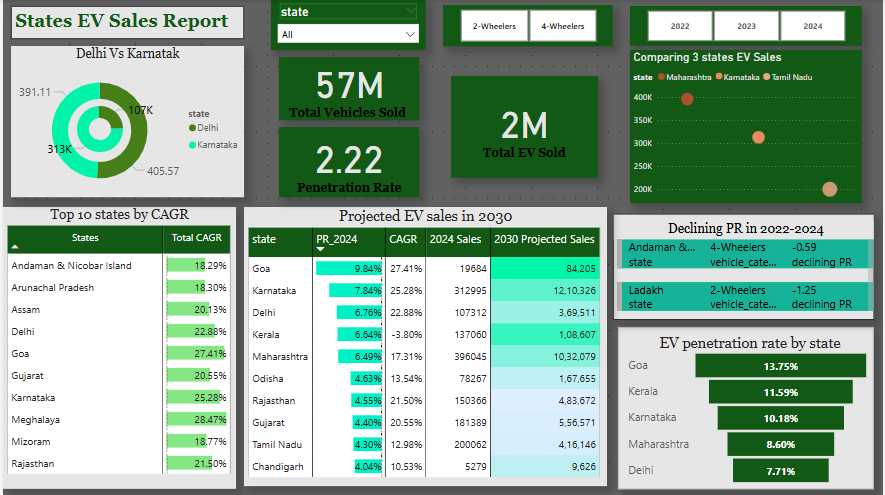 States EV Sales Report
state
All
2-Wheelers 4-Wheelers
2022 2023 2024
Delhi Vs Karnatak
391.11
107K
313K
405.57
state
Delhi
Karnataka
57M
Total Vehicles Sold
2.22
Penetration Rate
2M
Total EV Sold
Comparing 3 states EV Sales
state Maharashtra Karnataka Tamil Nadu
400K
350K
300K
250K
200K
Top 10 states by CAGR
States Total CAGR
Andaman & Nicobar Island 18.29%
Arunachal Pradesh 18.30%
Assam 20.13%
Delhi 22.88%
Goa 27.41%
Gujarat 20.55%
Karnataka 25.28%
Meghalaya 28.47%
Mizoram 18.77%
Rajasthan 21.50%
Projected EV sales in 2030
state PR_2024 CAGR 2024 Sales 2030 Projected Sales
Goa 9.84% 27.41% 19684 84,205
Karnataka 7.84% 25.28% 312995 12,10,326
Delhi 6.76% 22.88% 107312 3,69,511
Kerala 6.64% -3.80% 137060 1,08,607
Maharashtra 6.49% 17.31% 396045 10,32,079
Odisha 4.63% 13.54% 78267 1,67,655
Rajasthan 4.55% 21.50% 150366 4,83,672
Gujarat 4.40% 20.55% 181389 5,56,571
Tamil Nadu 4.30% 12.98% 200062 4,16,146
Chandigarh 4.04% 10.53% 5279 9,626
Declining PR in 2022-2024
Andaman &... 4-Wheelers -0.59
state vehicle_cate... declining PR
Ladakh 2-Wheelers -1.25
state vehicle_cate... declining PR
EV penetration rate by state
Goa 13.75%
Kerala 11.59%
Karnataka 10.18%
Maharashtra 8.60%
Delhi 7.71%